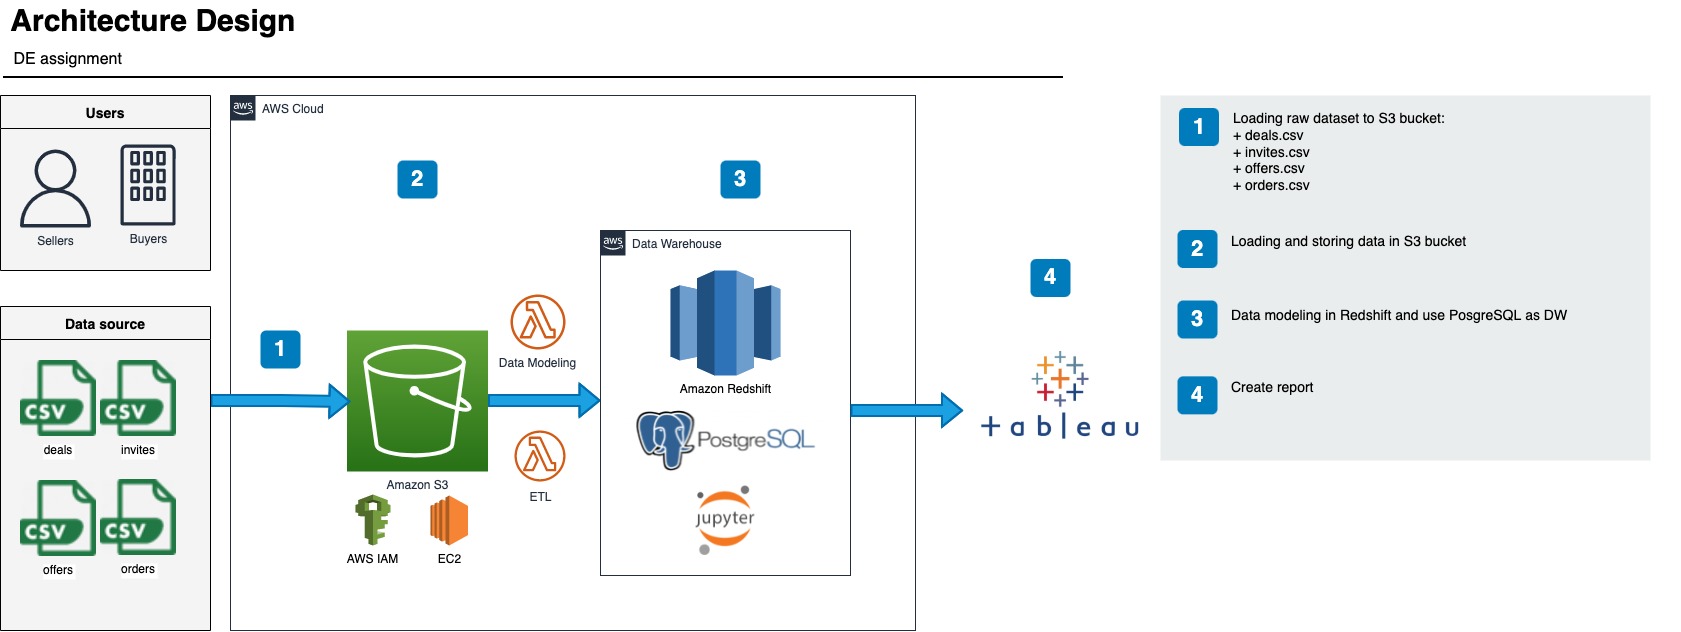 Architecture Design
DE assignment
Users
Sellers
Buyers
Data source
CSV
deals
CSV
invites
CSV
offers
CSV
orders
aws
AWS Cloud
1
2
Amazon S3
AWS IAM
EC2
Data Modeling
ETL
3
aws
Data Warehouse
Amazon Redshift
PostgreSQL
jupyter
4
+ableau
1
Loading raw dataset to S3 bucket:
+ deals.csv
+ invites.csv
+ offers.csv
+ orders.csv
2
Loading and storing data in S3 bucket
3
Data modeling in Redshift and use PosgreSQL as DW
4
Create report